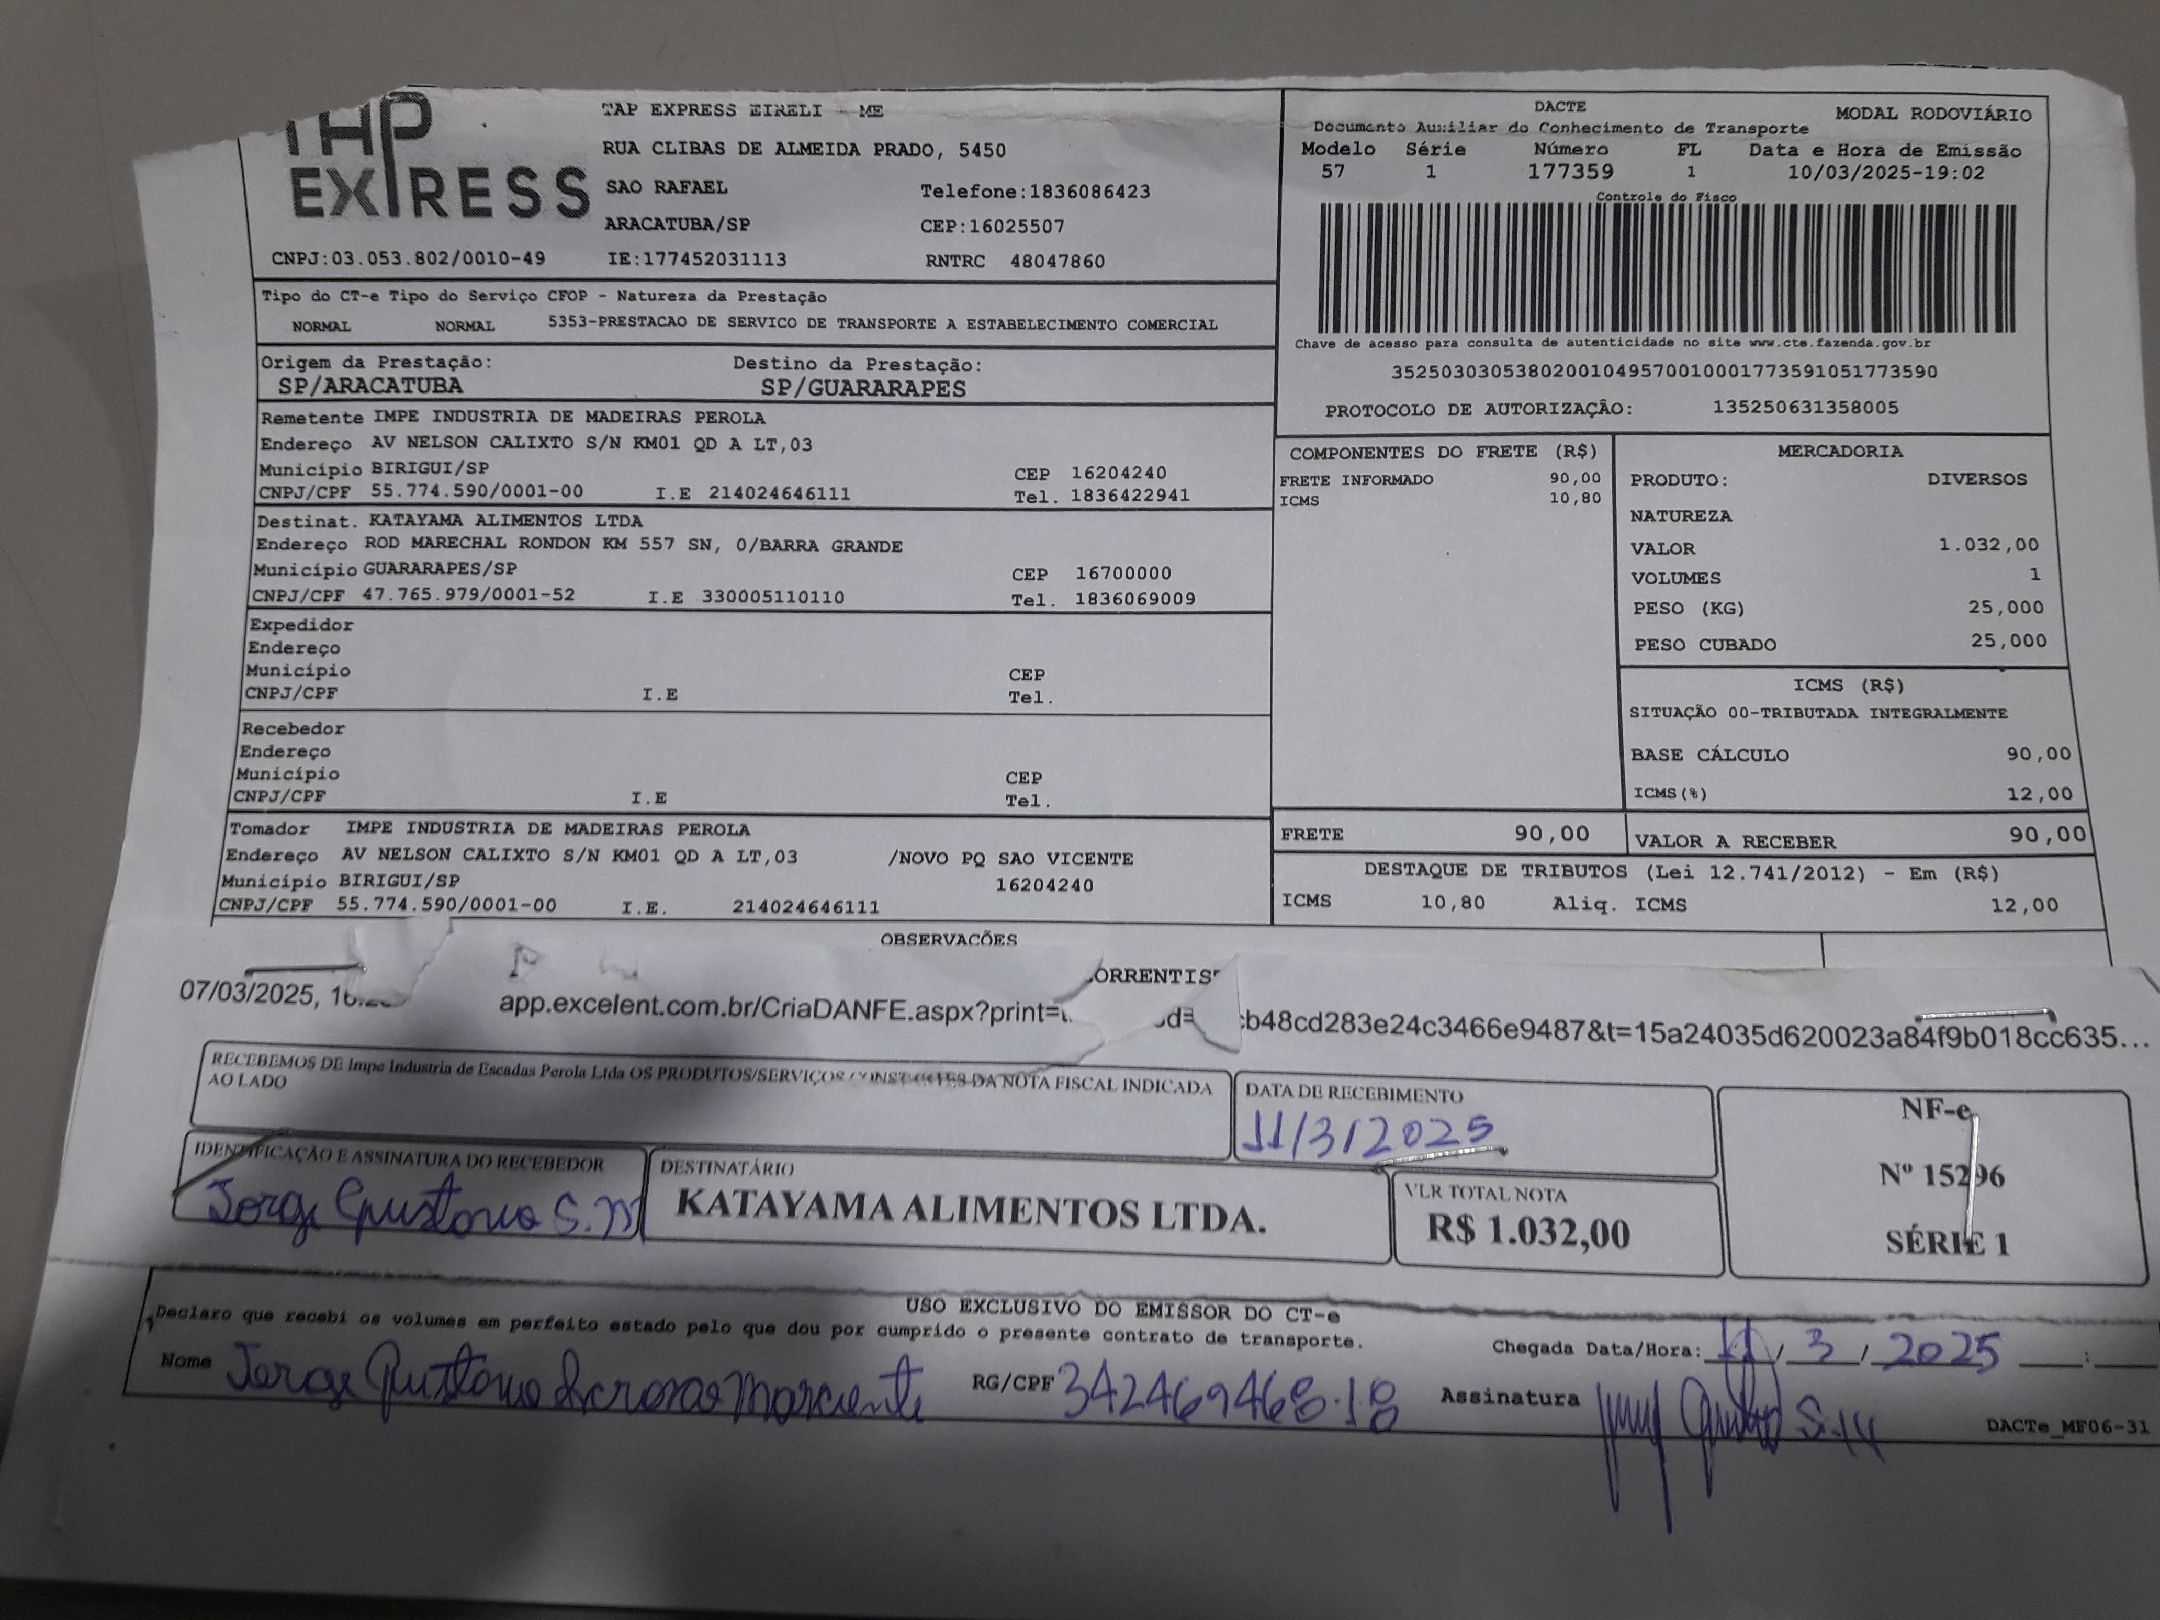 TAP EXPRESS
TAP EXPRESS EIRELI - ME
RUA CLIBAS DE ALMEIDA PRADO, 5450
SAO RAFAEL Telefone:1836086423
ARACATUBA/SP CEP:16025507
CNPJ:03.053.802/0010-49 IE:177452031113 RNTRC 48047860
DACTE MODAL RODOVIÁRIO
Documento Auxiliar do Conhecimento de Transporte
Modelo Série Número FL Data e Hora de Emissão
57 1 177359 1 10/03/2025-19:02
Controle do Fisco
Chave de acesso para consulta de autenticidade no site www.cte.fazenda.gov.br
35250303053802001049570010001773591051773590
PROTOCOLO DE AUTORIZAÇÃO: 135250631358005
Tipo do CT-e Tipo do Serviço CFOP - Natureza da Prestação
NORMAL NORMAL 5353-PRESTACAO DE SERVICO DE TRANSPORTE A ESTABELECIMENTO COMERCIAL
Origem da Prestação: Destino da Prestação:
SP/ARACATUBA SP/GUARARAPES
Remetente IMPE INDUSTRIA DE MADEIRAS PEROLA
Endereço AV NELSON CALIXTO S/N KM01 QD A LT,03
Município BIRIGUI/SP CEP 16204240
CNPJ/CPF 55.774.590/0001-00 I.E 214024646111 Tel. 1836422941
Destinat. KATAYAMA ALIMENTOS LTDA
Endereço ROD MARECHAL RONDON KM 557 SN, 0/BARRA GRANDE
Município GUARARAPES/SP CEP 16700000
CNPJ/CPF 47.765.979/0001-52 I.E 330005110110 Tel. 1836069009
Expedidor
Endereço
Município CEP
CNPJ/CPF I.E Tel.
Recebedor
Endereço
Município CEP
CNPJ/CPF I.E Tel.
Tomador IMPE INDUSTRIA DE MADEIRAS PEROLA
Endereço AV NELSON CALIXTO S/N KM01 QD A LT,03 /NOVO PQ SAO VICENTE
Município BIRIGUI/SP 16204240
CNPJ/CPF 55.774.590/0001-00 I.E. 214024646111
COMPONENTES DO FRETE (R$)
FRETE INFORMADO 90,00
ICMS 10,80
FRETE 90,00
MERCADORIA
PRODUTO: DIVERSOS
NATUREZA
VALOR 1.032,00
VOLUMES 1
PESO (KG) 25,000
PESO CUBADO 25,000
ICMS (R$)
SITUAÇÃO 00-TRIBUTADA INTEGRALMENTE
BASE CÁLCULO 90,00
ICMS(%) 12,00
VALOR A RECEBER 90,00
DESTAQUE DE TRIBUTOS (Lei 12.741/2012) - Em (R$)
ICMS 10,80 Aliq. ICMS 12,00
OBSERVAÇÕES
ORRENTIS
07/03/2025, app.excelent.com.br/CriaDANFE.aspx?print= cb48cd283e24c3466e9487&t=15a24035d620023a84f9b018cc635...
RECEBEMOS DE Impe Industria de Escadas Perola Ltda OS PRODUTOS/SERVIÇOS CONSTANTES DA NOTA FISCAL INDICADA
AO LADO
DATA DE RECEBIMENTO
11/3/2025
IDENTIFICAÇÃO E ASSINATURA DO RECEBEDOR
Jorge Gustavo S.M
DESTINATÁRIO
KATAYAMA ALIMENTOS LTDA.
VLR TOTAL NOTA
R$ 1.032,00
NF-e
Nº 15296
SÉRIE 1
USO EXCLUSIVO DO EMISSOR DO CT-e
Declaro que recebi os volumes em perfeito estado pelo que dou por cumprido o presente contrato de transporte.
Chegada Data/Hora: 11/3/2025 :
Nome Jorge Gustavo RG/CPF 342469468.18 Assinatura
DACTe_MF06-31